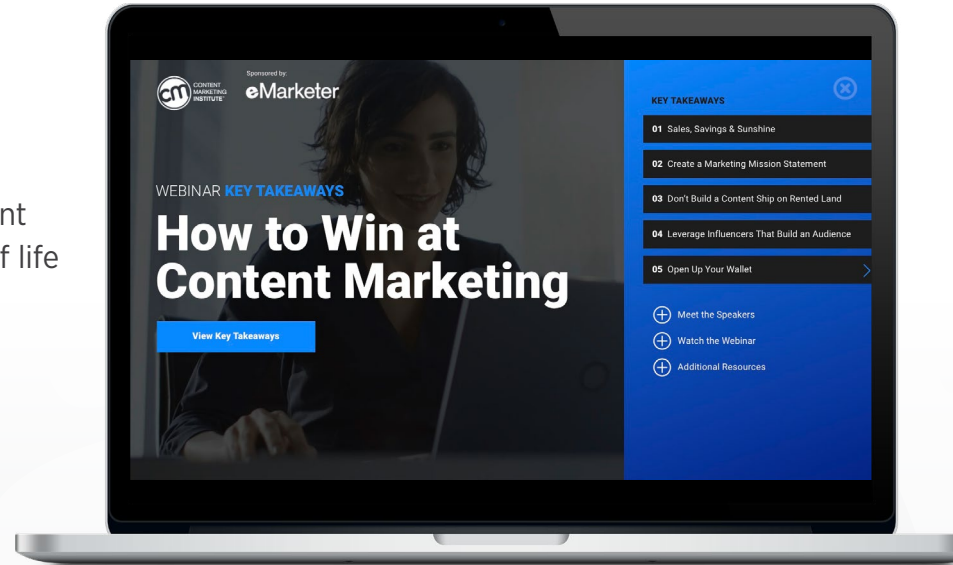 nt
f life
CONTENT
MARKETING
INSTITUTE
Sponsored by:
eMarketer
WEBINAR KEY TAKEAWAYS
How to Win at
Content Marketing
View Key Takeaways
KEY TAKEAWAYS
01 Sales, Savings & Sunshine
02 Create a Marketing Mission Statement
03 Don't Build a Content Ship on Rented Land
04 Leverage Influencers That Build an Audience
05 Open Up Your Wallet
Meet the Speakers
Watch the Webinar
Additional Resources